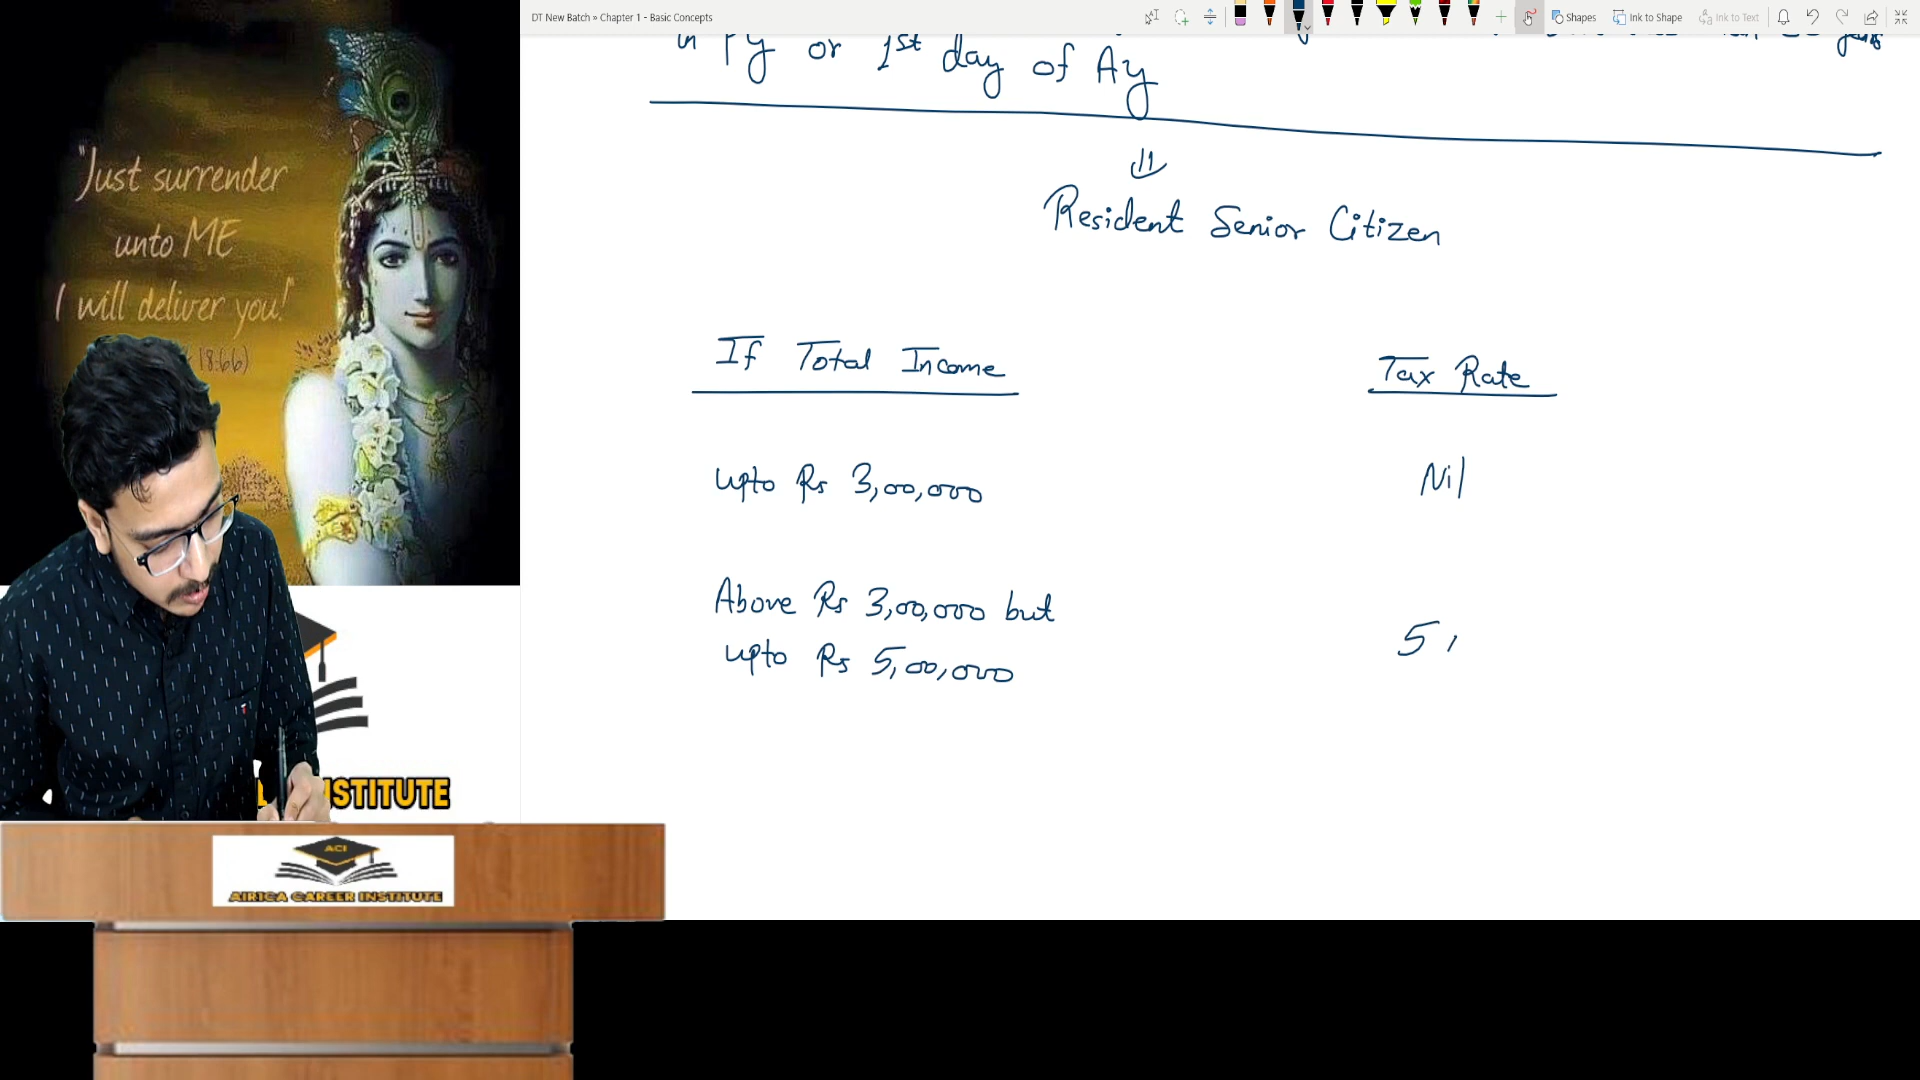 DT New Batch » Chapter 1 - Basic Concepts
Shapes
Ink to Shape
Ink to Text
in Py or 1st day of Ay
Resident Senior Citizen
If Total Income
Tax Rate
upto Rs 3,00,000
Nil
Above Rs 3,00,000 but
upto Rs 5,00,000
5
"Just surrender
unto ME
I will deliver you!"
18:66)
STITUTE
ACI
AIRICA CAREER INSTITUTE